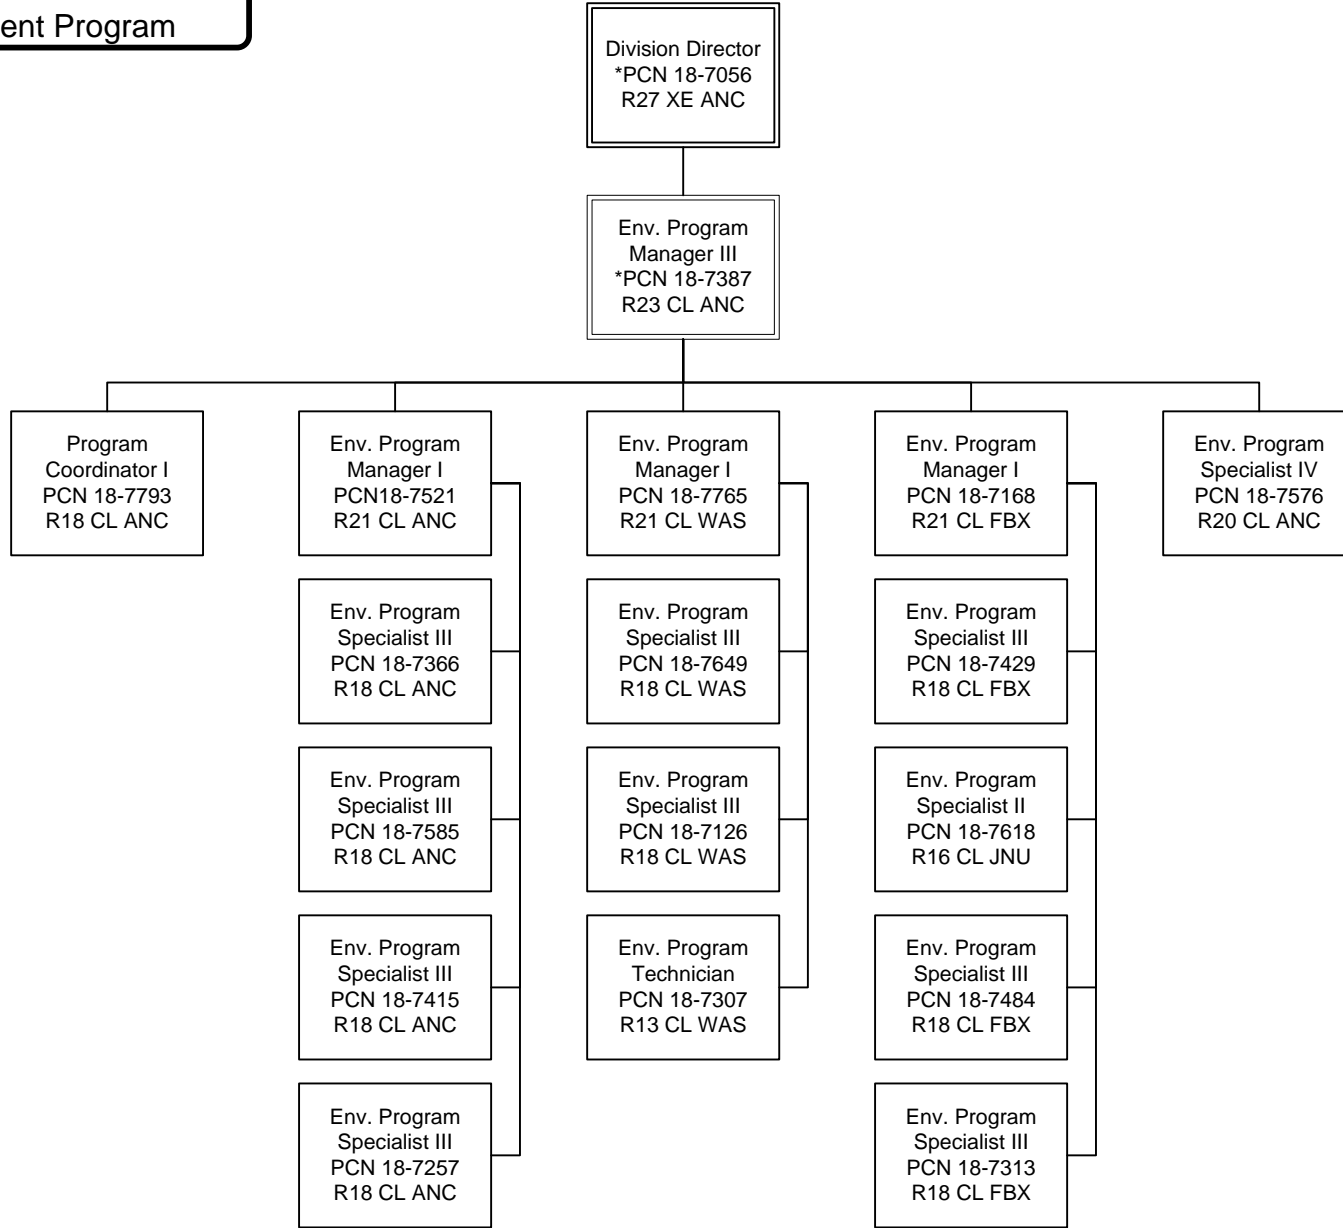 ent Program
Division Director
*PCN 18-7056
R27 XE ANC
Env. Program
Manager III
*PCN 18-7387
R23 CL ANC
Program
Coordinator I
PCN 18-7793
R18 CL ANC
Env. Program
Manager I
PCN18-7521
R21 CL ANC
Env. Program
Manager I
PCN 18-7765
R21 CL WAS
Env. Program
Manager I
PCN 18-7168
R21 CL FBX
Env. Program
Specialist IV
PCN 18-7576
R20 CL ANC
Env. Program
Specialist III
PCN 18-7366
R18 CL ANC
Env. Program
Specialist III
PCN 18-7649
R18 CL WAS
Env. Program
Specialist III
PCN 18-7429
R18 CL FBX
Env. Program
Specialist III
PCN 18-7585
R18 CL ANC
Env. Program
Specialist III
PCN 18-7126
R18 CL WAS
Env. Program
Specialist II
PCN 18-7618
R16 CL JNU
Env. Program
Specialist III
PCN 18-7415
R18 CL ANC
Env. Program
Technician
PCN 18-7307
R13 CL WAS
Env. Program
Specialist III
PCN 18-7484
R18 CL FBX
Env. Program
Specialist III
PCN 18-7257
R18 CL ANC
Env. Program
Specialist III
PCN 18-7313
R18 CL FBX